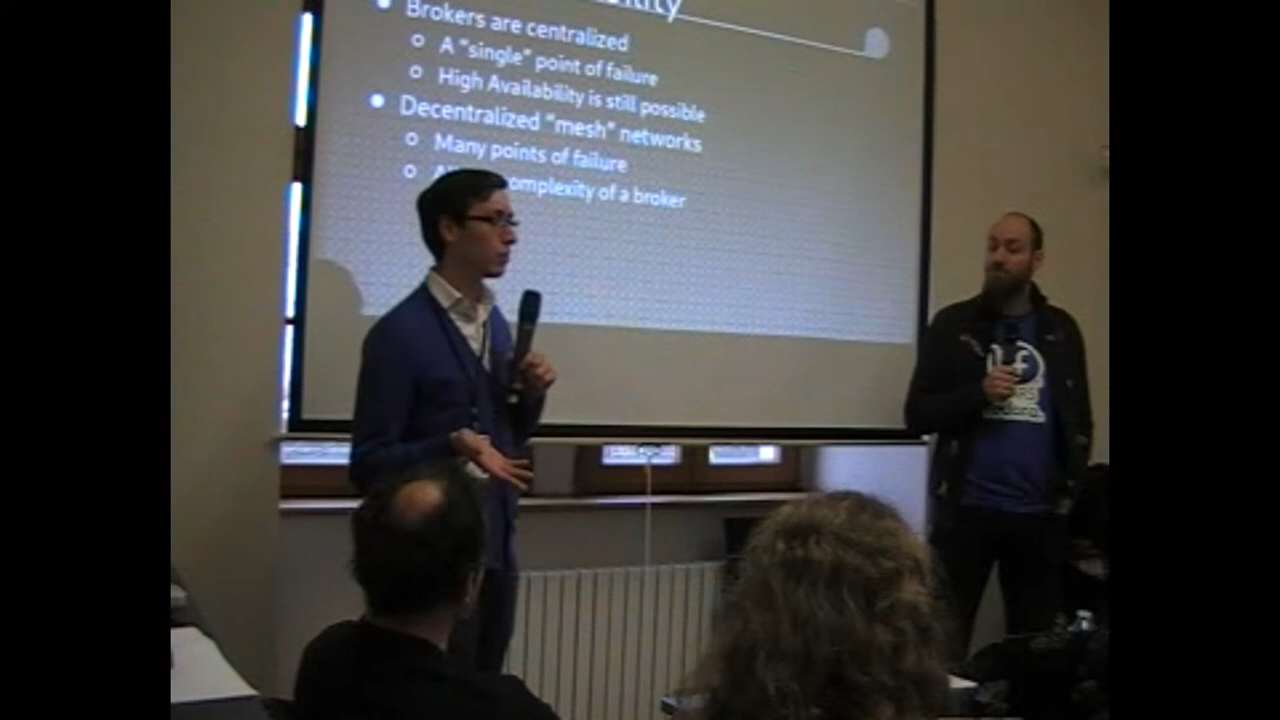 Brokers are centralized
A "single" point of failure
High Availability is still possible
Decentralized "mesh" networks
Many points of failure
complexity of a broker